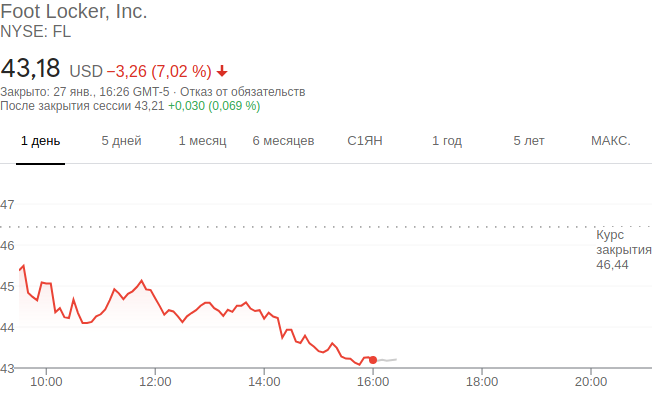 Foot Locker, Inc.
NYSE: FL
43,18 USD −3,26 (7,02 %)
Закрыто: 27 янв., 16:26 GMT-5 · Отказ от обязательств
После закрытия сессии 43,21 +0,030 (0,069 %)
1 день 5 дней 1 месяц 6 месяцев С1ЯН 1 год 5 лет МАКС.
47
Курс
закрытия
46,44
46
45
44
43
10:00 12:00 14:00 16:00 18:00 20:00